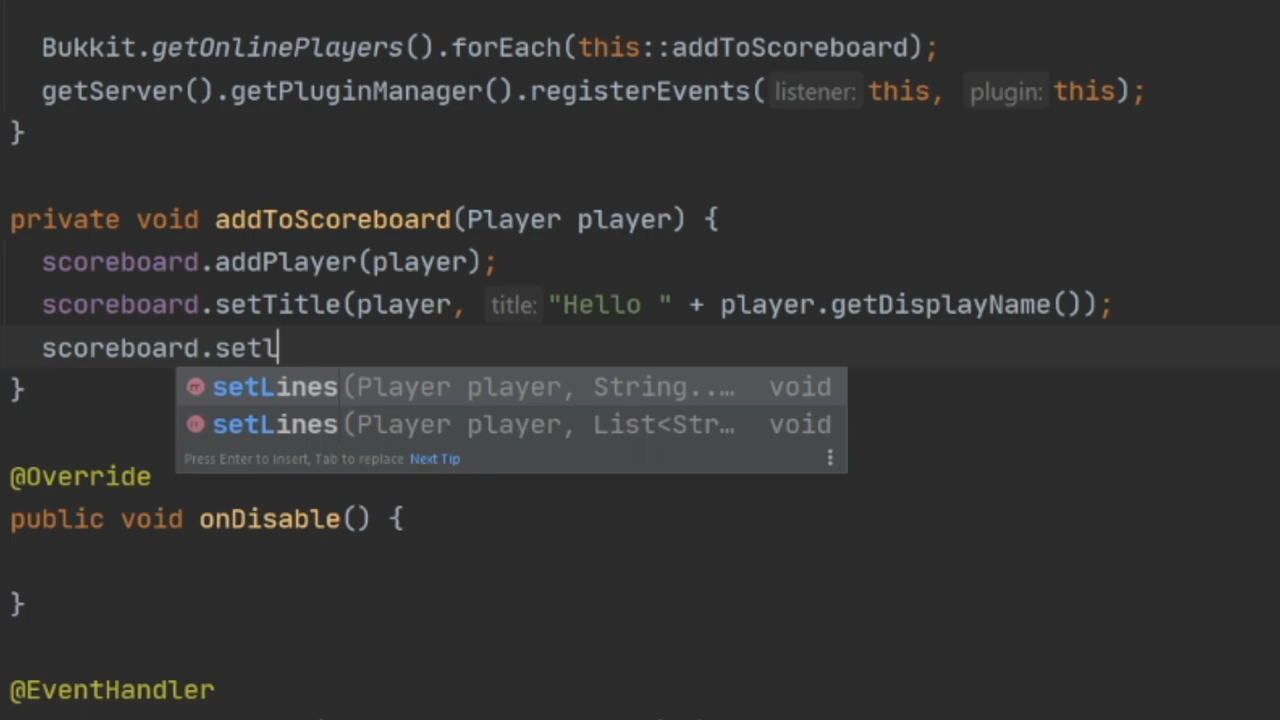 Bukkit.getOnlinePlayers().forEach(this::addToScoreboard);
getServer().getPluginManager().registerEvents( listener: this, plugin: this);
}
private void addToScoreboard(Player player) {
scoreboard.addPlayer(player);
scoreboard.setTitle(player, title: "Hello " + player.getDisplayName());
scoreboard.setl
setLines(Player player, String..… void
}
setLines(Player player, List<Str… void
Press Enter to insert, Tab to replace Next Tip
@Override
public void onDisable() {
}
@EventHandler